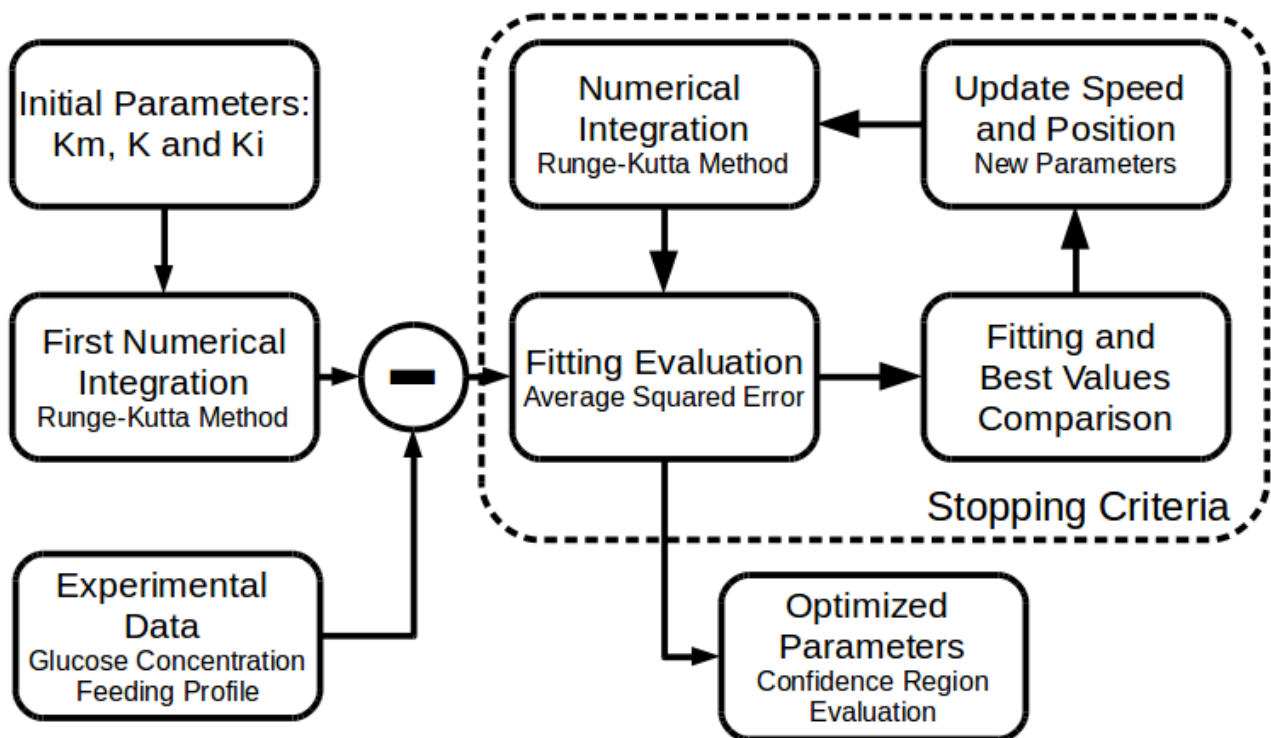 Initial Parameters:
Km, K and Ki
First Numerical
Integration
Runge-Kutta Method
Experimental
Data
Glucose Concentration
Feeding Profile
-
Numerical
Integration
Runge-Kutta Method
Update Speed
and Position
New Parameters
Fitting Evaluation
Average Squared Error
Fitting and
Best Values
Comparison
Stopping Criteria
Optimized
Parameters
Confidence Region
Evaluation